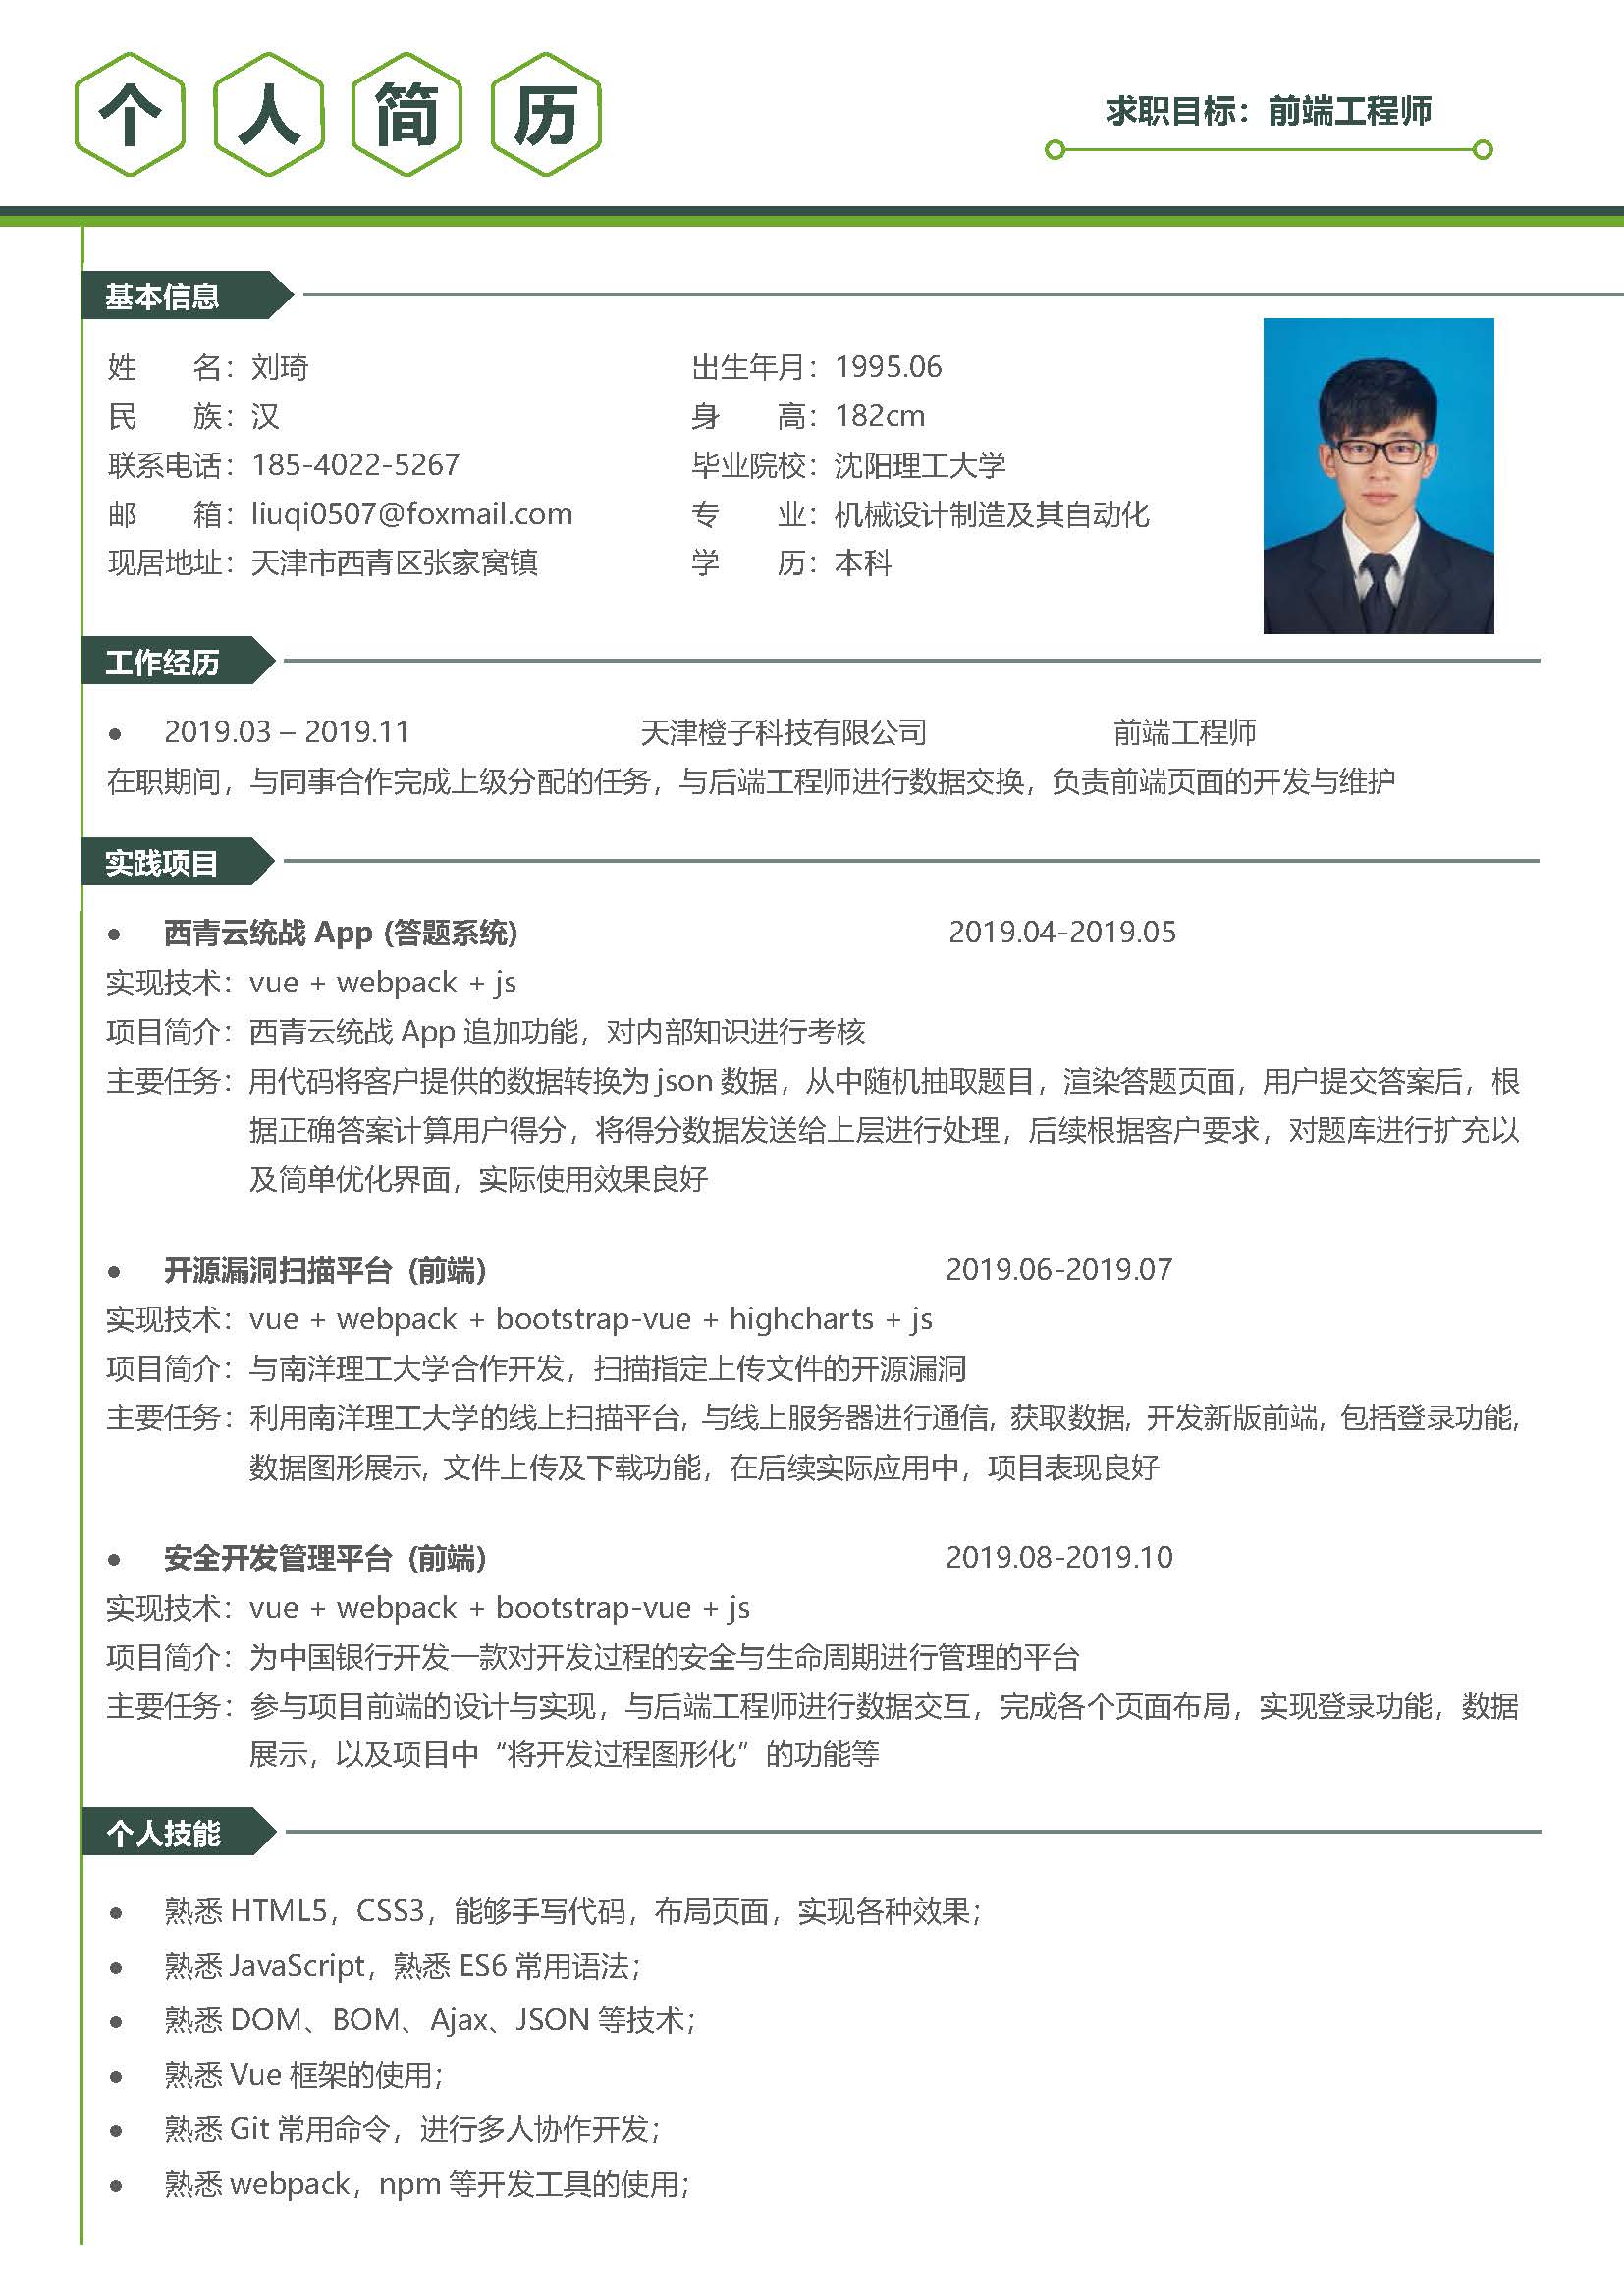 个人简历
求职目标：前端工程师
基本信息
姓　　名：刘琦
出生年月：1995.06
民　　族：汉
身　　高：182cm
联系电话：185-4022-5267
毕业院校：沈阳理工大学
邮　　箱：liuqi0507@foxmail.com
专　　业：机械设计制造及其自动化
现居地址：天津市西青区张家窝镇
学　　历：本科
工作经历
● 2019.03 – 2019.11 天津橙子科技有限公司 前端工程师
在职期间，与同事合作完成上级分配的任务，与后端工程师进行数据交换，负责前端页面的开发与维护
实践项目
● 西青云统战 App (答题系统) 2019.04-2019.05
实现技术：vue + webpack + js
项目简介：西青云统战 App 追加功能，对内部知识进行考核
主要任务：用代码将客户提供的数据转换为 json 数据，从中随机抽取题目，渲染答题页面，用户提交答案后，根
据正确答案计算用户得分，将得分数据发送给上层进行处理，后续根据客户要求，对题库进行扩充以
及简单优化界面，实际使用效果良好
● 开源漏洞扫描平台 (前端) 2019.06-2019.07
实现技术：vue + webpack + bootstrap-vue + highcharts + js
项目简介：与南洋理工大学合作开发，扫描指定上传文件的开源漏洞
主要任务：利用南洋理工大学的线上扫描平台, 与线上服务器进行通信, 获取数据, 开发新版前端, 包括登录功能,
数据图形展示, 文件上传及下载功能，在后续实际应用中，项目表现良好
● 安全开发管理平台 (前端) 2019.08-2019.10
实现技术：vue + webpack + bootstrap-vue + js
项目简介：为中国银行开发一款对开发过程的安全与生命周期进行管理的平台
主要任务：参与项目前端的设计与实现，与后端工程师进行数据交互，完成各个页面布局，实现登录功能，数据
展示，以及项目中“将开发过程图形化”的功能等
个人技能
● 熟悉 HTML5，CSS3，能够手写代码，布局页面，实现各种效果；
● 熟悉 JavaScript，熟悉 ES6 常用语法；
● 熟悉 DOM、BOM、Ajax、JSON 等技术；
● 熟悉 Vue 框架的使用；
● 熟悉 Git 常用命令，进行多人协作开发；
● 熟悉 webpack，npm 等开发工具的使用；